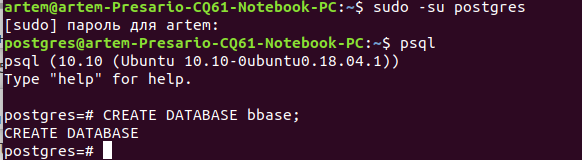 artem@artem-Presario-CQ61-Notebook-PC:~$ sudo -su postgres
[sudo] пароль для artem:
postgres@artem-Presario-CQ61-Notebook-PC:~$ psql
psql (10.10 (Ubuntu 10.10-0ubuntu0.18.04.1))
Type "help" for help.

postgres=# CREATE DATABASE bbase;
CREATE DATABASE
postgres=#